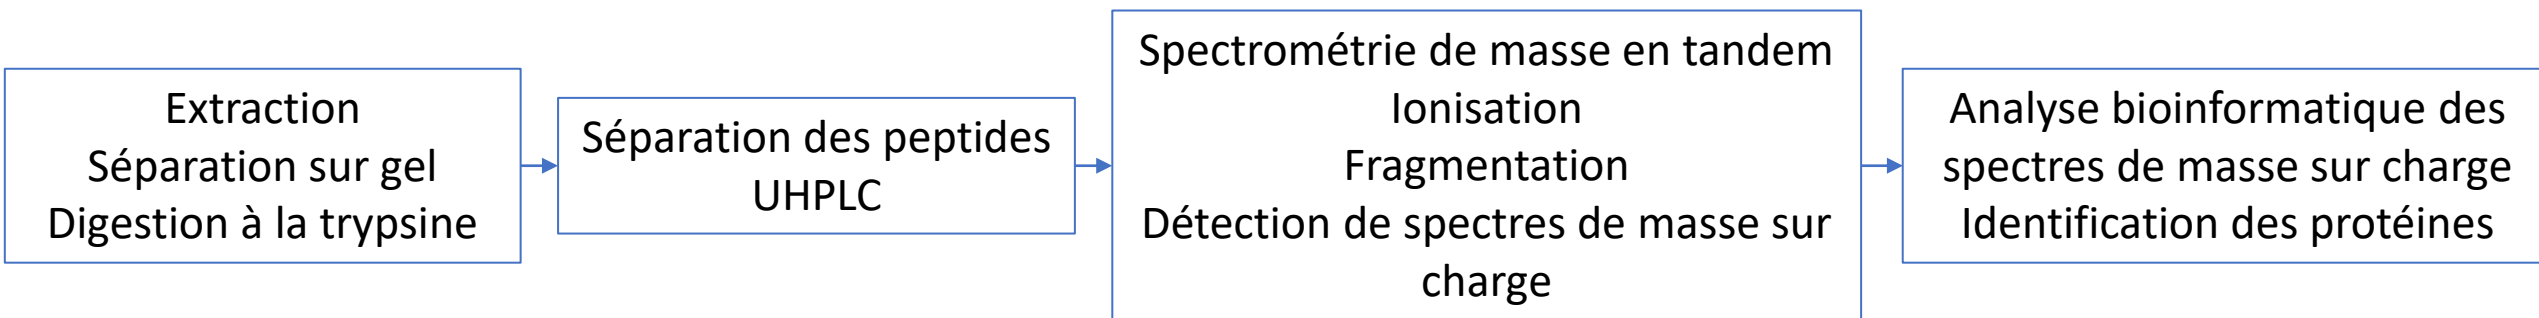 Extraction
Séparation sur gel
Digestion à la trypsine
Séparation des peptides
UHPLC
Spectrométrie de masse en tandem
Ionisation
Fragmentation
Détection de spectres de masse sur
charge
Analyse bioinformatique des
spectres de masse sur charge
Identification des protéines